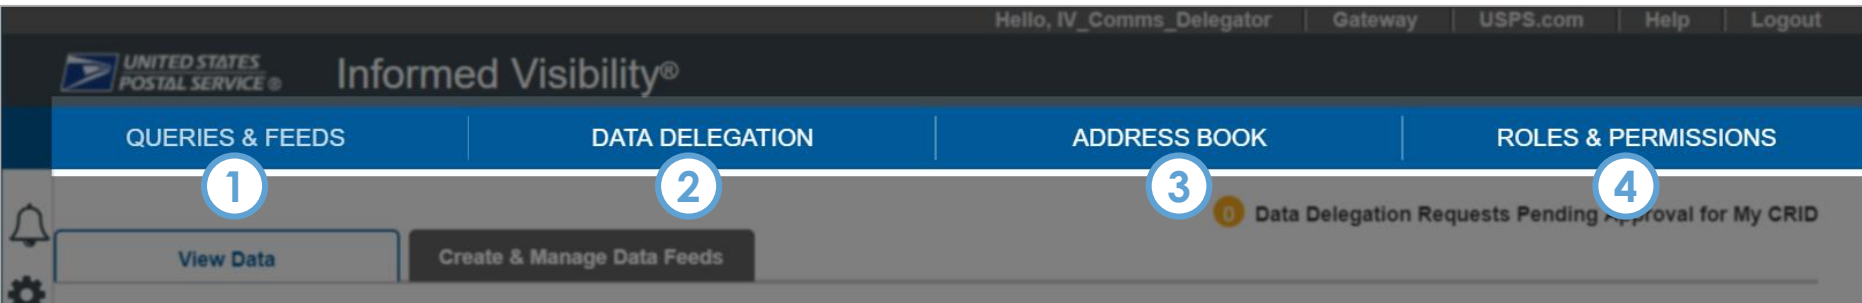 Hello, IV_Comms_Delegator | Gateway | USPS.com | Help | Logout
UNITED STATES
POSTAL SERVICE ®
Informed Visibility®
QUERIES & FEEDS
DATA DELEGATION
ADDRESS BOOK
ROLES & PERMISSIONS
1
2
3
4
0 Data Delegation Requests Pending Approval for My CRID
View Data
Create & Manage Data Feeds